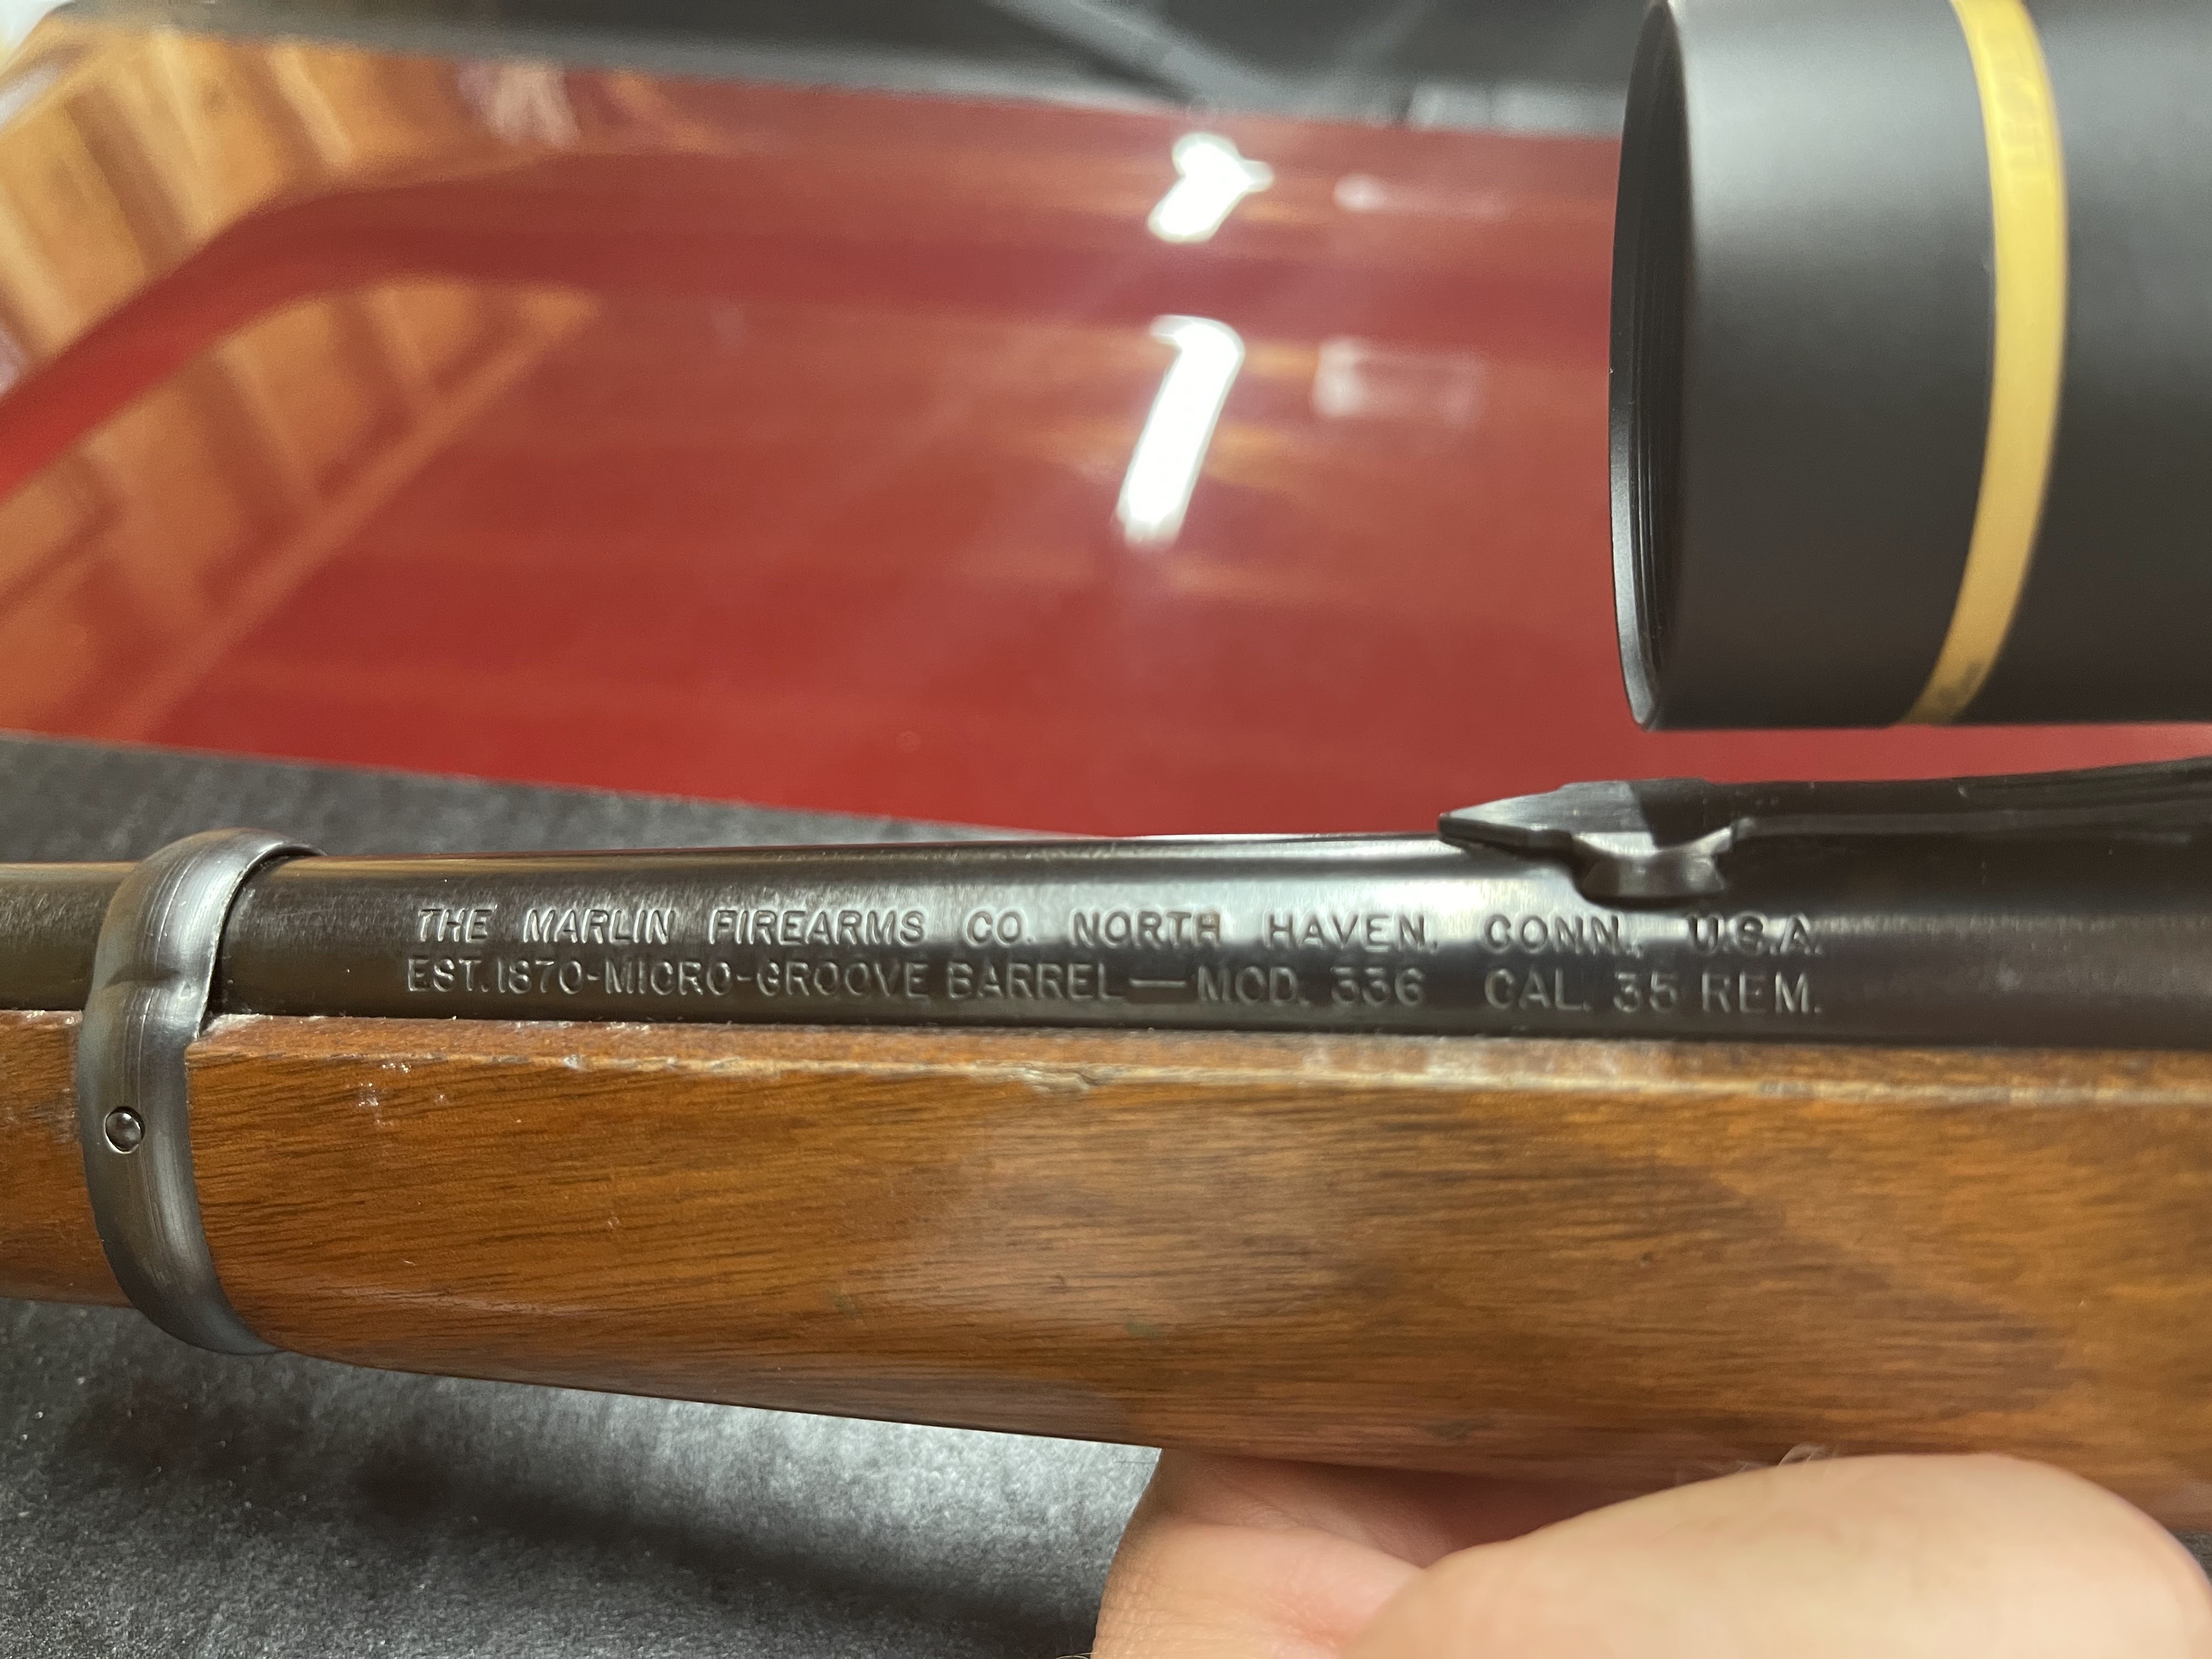 THE MARLIN FIREARMS CO. NORTH HAVEN, CONN., U.S.A.
EST. 1870-MICRO-GROOVE BARREL—MOD. 336 CAL. 35 REM.